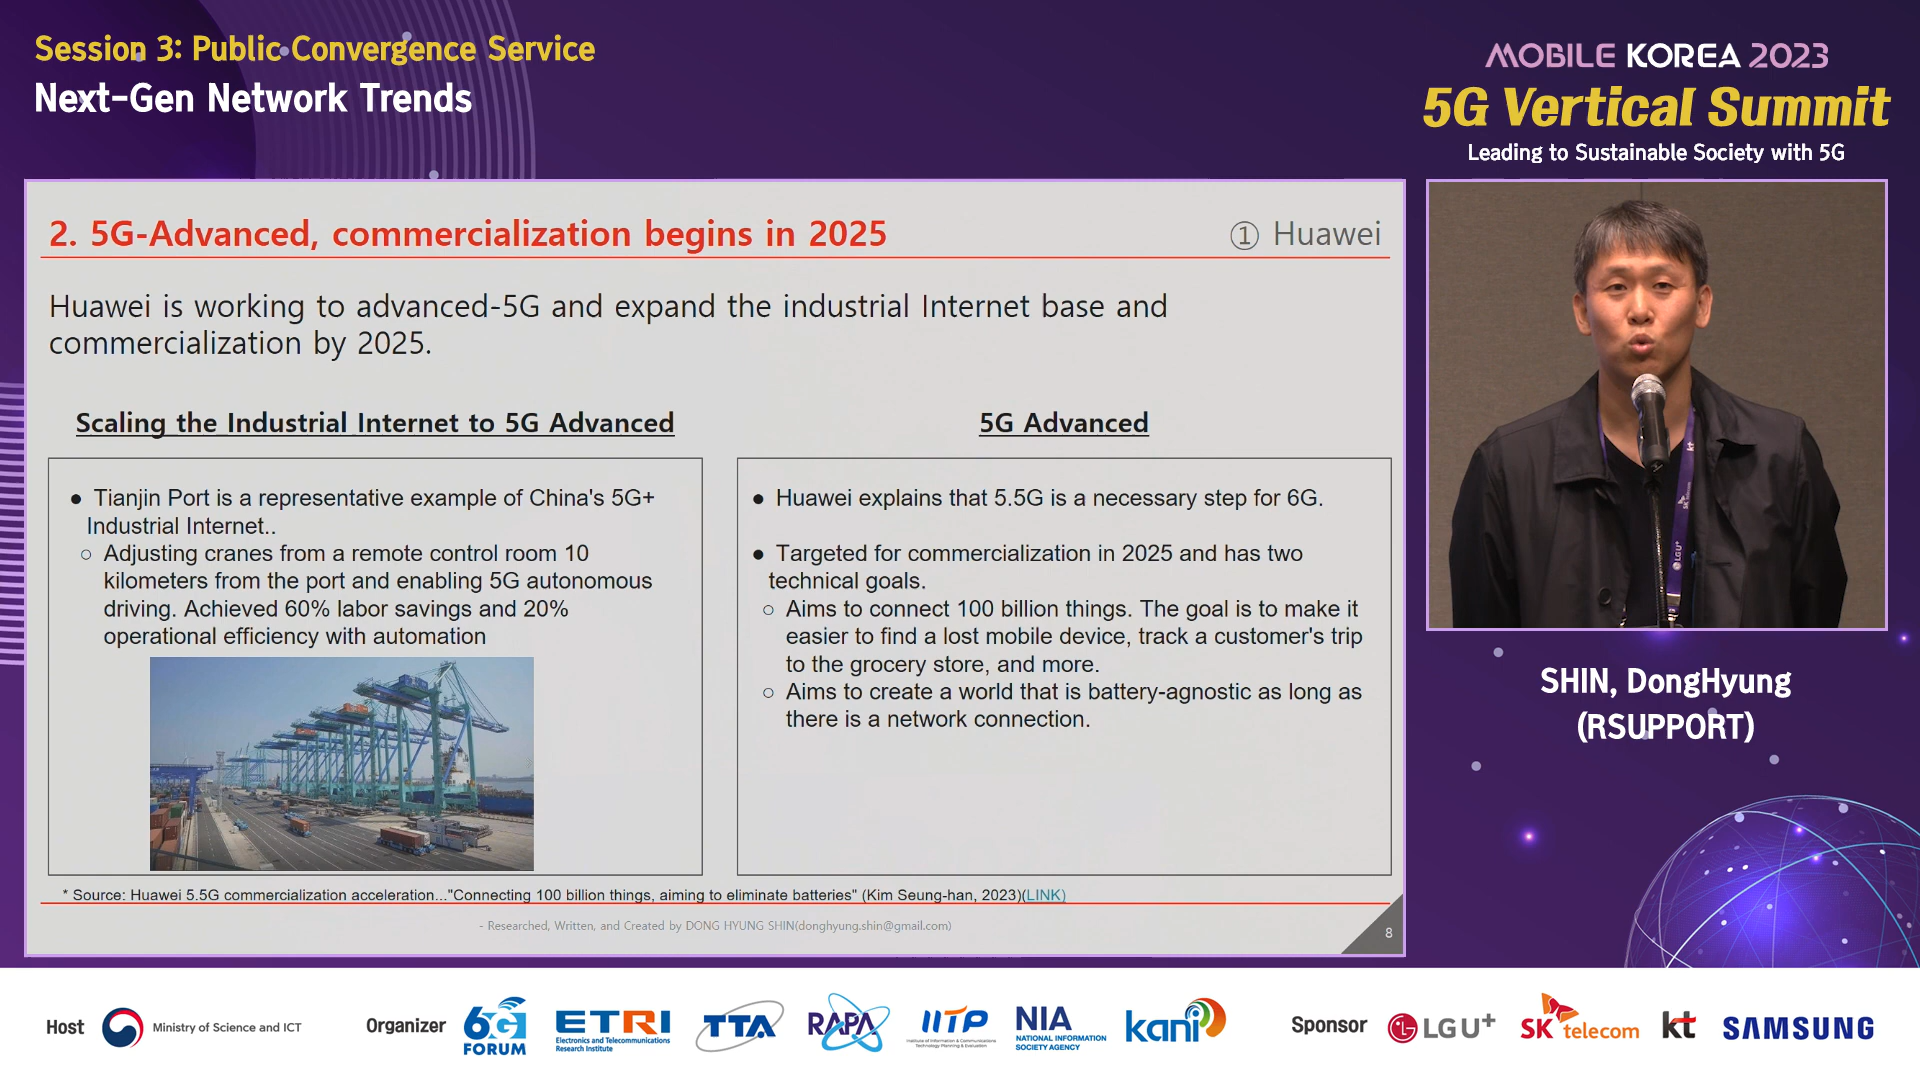 Session 3: Public Convergence Service
Next-Gen Network Trends
MOBILE KOREA 2023
5G Vertical Summit
Leading to Sustainable Society with 5G
2. 5G-Advanced, commercialization begins in 2025
① Huawei
Huawei is working to advanced-5G and expand the industrial Internet base and
commercialization by 2025.
Scaling the Industrial Internet to 5G Advanced
● Tianjin Port is a representative example of China's 5G+
Industrial Internet..
○ Adjusting cranes from a remote control room 10
kilometers from the port and enabling 5G autonomous
driving. Achieved 60% labor savings and 20%
operational efficiency with automation
5G Advanced
● Huawei explains that 5.5G is a necessary step for 6G.
● Targeted for commercialization in 2025 and has two
technical goals.
○ Aims to connect 100 billion things. The goal is to make it
easier to find a lost mobile device, track a customer's trip
to the grocery store, and more.
○ Aims to create a world that is battery-agnostic as long as
there is a network connection.
* Source: Huawei 5.5G commercialization acceleration..."Connecting 100 billion things, aiming to eliminate batteries" (Kim Seung-han, 2023)(LINK)
- Researched, Written, and Created by DONG HYUNG SHIN(donghyung.shin@gmail.com)
8
kt
SK telecom
LG U+
SHIN, DongHyung
(RSUPPORT)
Host
Ministry of Science and ICT
Organizer
6G
FORUM
ETRI
Electronics and Telecommunications
Research Institute
TTA
RAPA
IITP
Institute of Information & Communications
Technology Planning & Evaluation
NIA
NATIONAL INFORMATION
SOCIETY AGENCY
kani
Sponsor
LG U+
SK telecom
kt
SAMSUNG